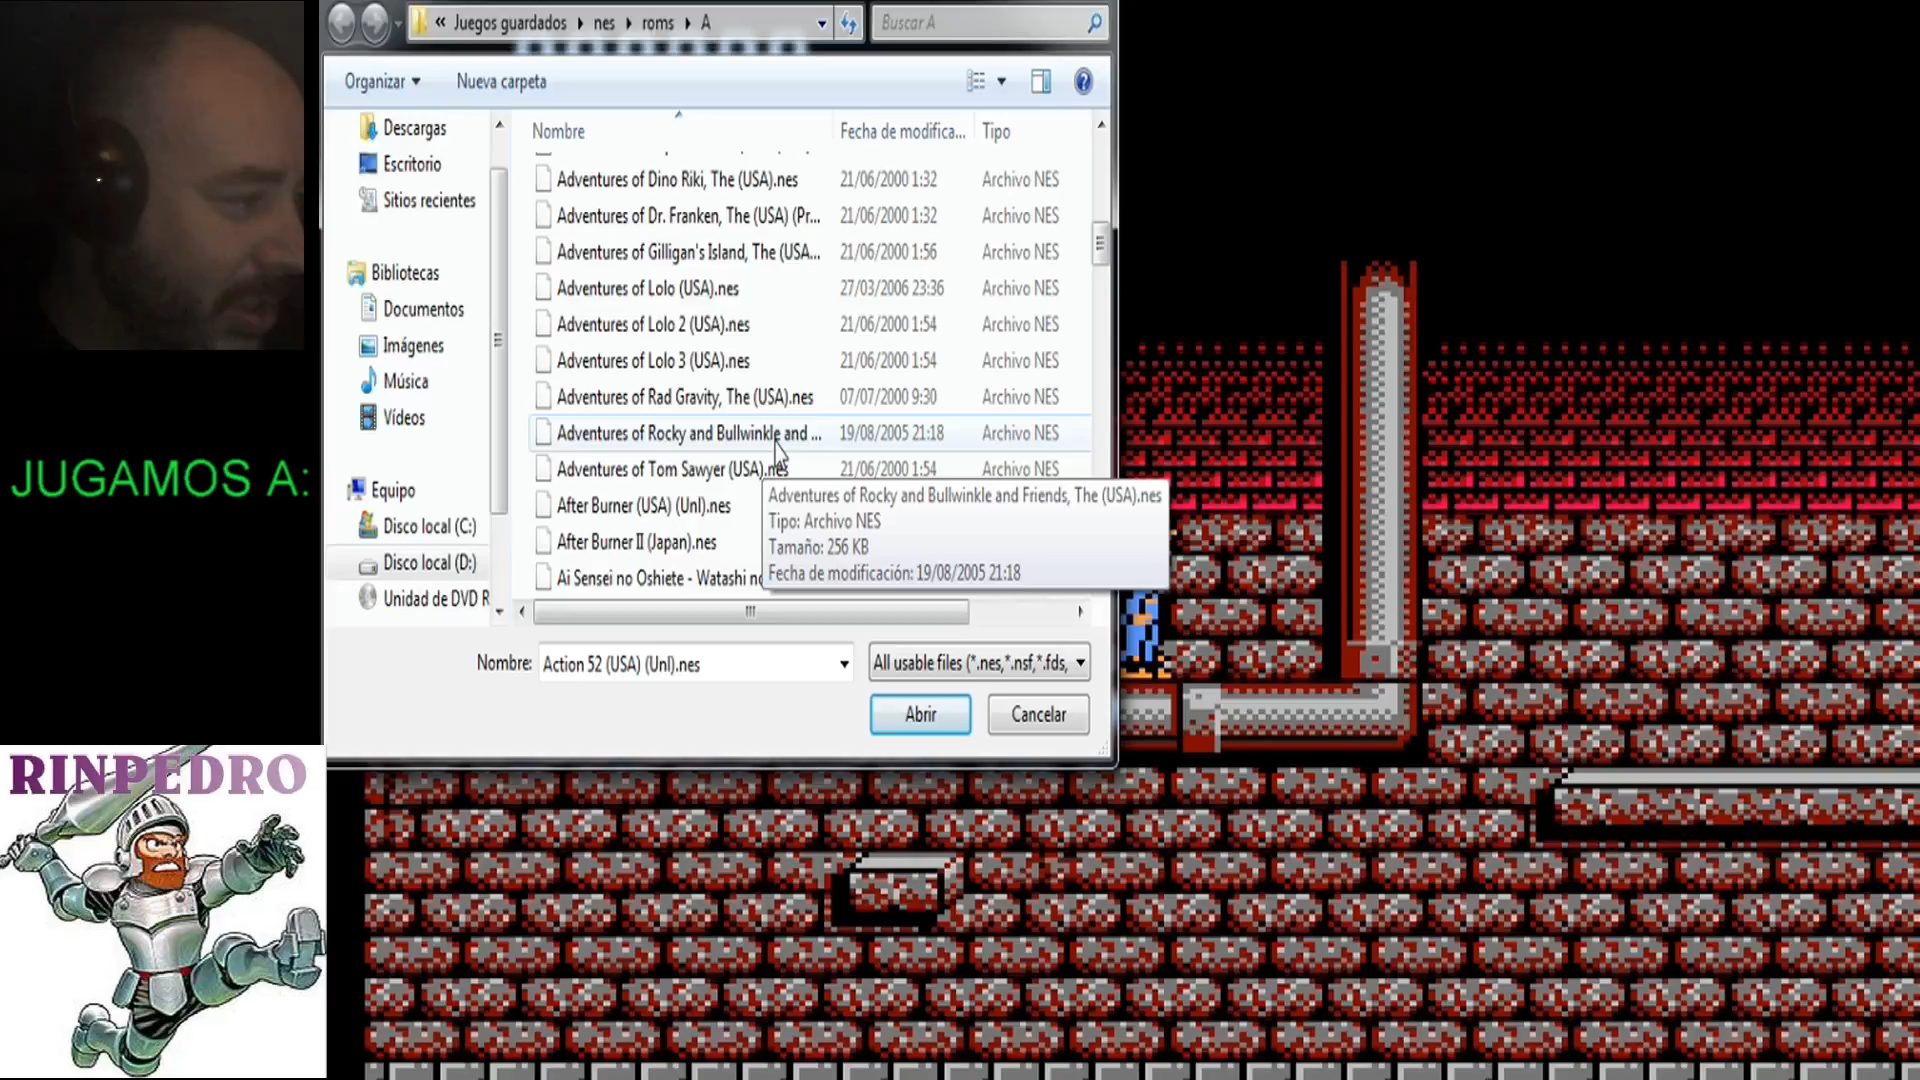 « Juegos guardados ▸ nes ▸ roms ▸ A
Buscar A
Organizar
Nueva carpeta
Descargas
Escritorio
Sitios recientes
Bibliotecas
Documentos
Imágenes
Música
Vídeos
Equipo
Disco local (C:)
Disco local (D:)
Unidad de DVD R
Nombre Fecha de modifica... Tipo
Adventures of Dino Riki, The (USA).nes 21/06/2000 1:32 Archivo NES
Adventures of Dr. Franken, The (USA) (Pr... 21/06/2000 1:32 Archivo NES
Adventures of Gilligan's Island, The (USA... 21/06/2000 1:56 Archivo NES
Adventures of Lolo (USA).nes 27/03/2006 23:36 Archivo NES
Adventures of Lolo 2 (USA).nes 21/06/2000 1:54 Archivo NES
Adventures of Lolo 3 (USA).nes 21/06/2000 1:54 Archivo NES
Adventures of Rad Gravity, The (USA).nes 07/07/2000 9:30 Archivo NES
Adventures of Rocky and Bullwinkle and ... 19/08/2005 21:18 Archivo NES
Adventures of Tom Sawyer (USA).nes 21/06/2000 1:54 Archivo NES
After Burner (USA) (Unl).nes
After Burner II (Japan).nes
Ai Sensei no Oshiete - Watashi no
Adventures of Rocky and Bullwinkle and Friends, The (USA).nes
Tipo: Archivo NES
Tamaño: 256 KB
Fecha de modificación: 19/08/2005 21:18
Nombre: Action 52 (USA) (Unl).nes
All usable files (*.nes,*.nsf,*.fds,
Abrir
Cancelar
JUGAMOS A:
RINPEDRO